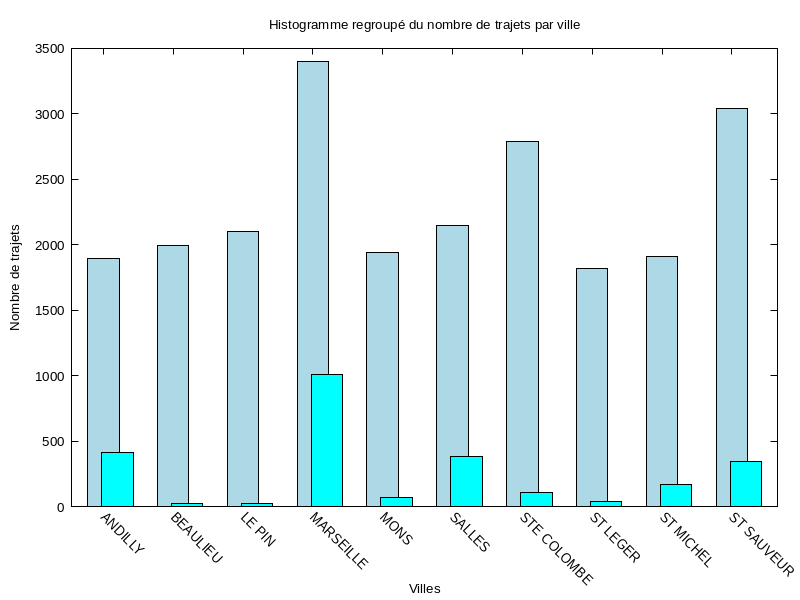 Histogramme regroupé du nombre de trajets par ville
3500
3000
2500
2000
1500
1000
500
0
Nombre de trajets
ANDILLY
BEAULIEU
LE PIN
MARSEILLE
MONS
SALLES
STE COLOMBE
ST LEGER
ST MICHEL
ST SAUVEUR
Villes